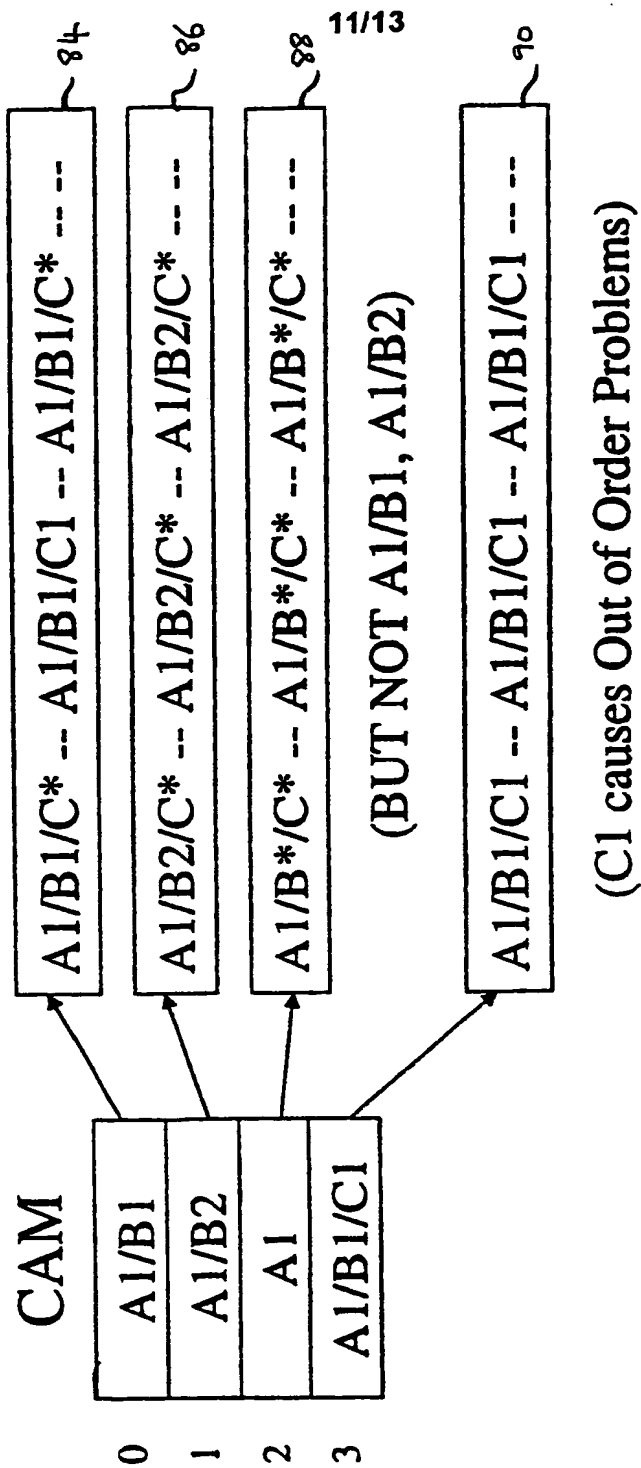 11/13
CAM
0 A1/B1
1 A1/B2
2 A1
3 A1/B1/C1
A1/B1/C* -- A1/B1/C1 -- A1/B1/C* -- --
84
A1/B2/C* -- A1/B2/C* -- A1/B2/C* -- --
86
A1/B*/C* -- A1/B*/C* -- A1/B*/C* -- --
88
(BUT NOT A1/B1, A1/B2)
A1/B1/C1 -- A1/B1/C1 -- A1/B1/C1 -- --
90
(C1 causes Out of Order Problems)